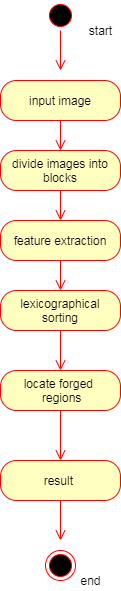 start
input image
divide images into
blocks
feature extraction
lexicographical
sorting
locate forged
regions
result
end